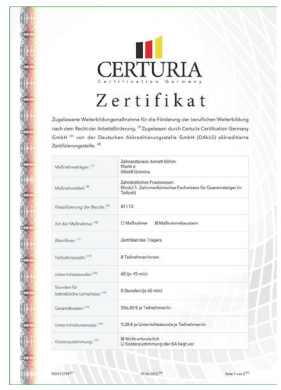 CERTURIA
Certification Germany
Zertifikat
Zugelassene Weiterbildungsmaßnahme für die Förderung der beruflichen Weiterbildung
nach dem Recht der Arbeitsförderung. Zugelassen durch Certuria Certification Germany
GmbH von der Deutschen Akkreditierungsstelle GmbH (DAkkS) akkreditierte
Zertifizierungsstelle.
Maßnahmeträger:
Zahnarztpraxis Annett Böhm
Markt 6
04668 Grimma
Maßnahmetitel:
Zahnärztliches Praxiswissen
Modul 1: Zahnmedizinisches Fachwissen für Quereinsteiger (in
Teilzeit)
Klassifizierung der Berufe:
81113
Art der Maßnahme:
☐ Maßnahme ☒ Maßnahmebaustein
Abschluss:
Zertifikat des Trägers
Teilnehmerzahl:
8 Teilnehmer/innen
Unterrichtsstunden:
60 (je 45 min)
Stunden für
betriebliche Lernphase:
0 Stunden (je 60 min)
Gesamtkosten:
556,80 € je Teilnehmer/in
Unterrichtskostensatz:
9,28 € je Unterrichtsstunde je Teilnehmer/in
Kostenzustimmung:
☒ Nicht erforderlich
☐ Kostenzustimmung der BA liegt vor
Seite 1 von 2